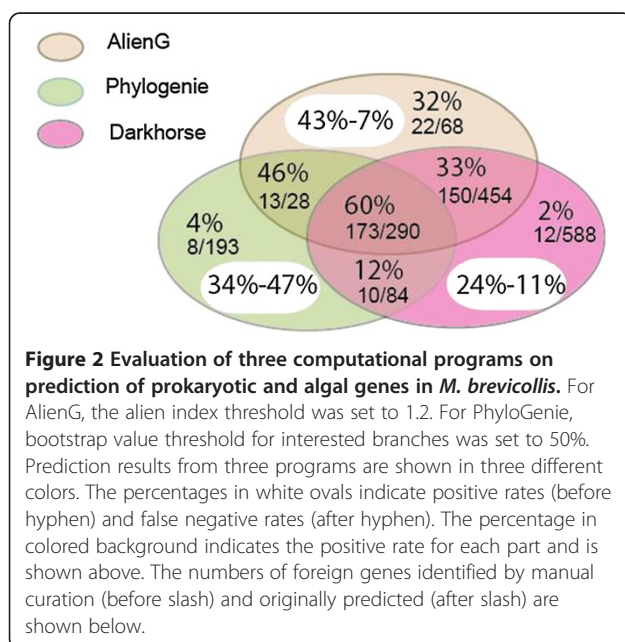 AlienG
Phylogenie
Darkhorse
43%-7%
32%
22/68
46%
13/28
33%
150/454
60%
173/290
4%
8/193
2%
12/588
12%
10/84
34%-47%
24%-11%
Figure 2 Evaluation of three computational programs on
prediction of prokaryotic and algal genes in M. brevicollis. For
AlienG, the alien index threshold was set to 1.2. For PhyloGenie,
bootstrap value threshold for interested branches was set to 50%.
Prediction results from three programs are shown in three different
colors. The percentages in white ovals indicate positive rates (before
hyphen) and false negative rates (after hyphen). The percentage in
colored background indicates the positive rate for each part and is
shown above. The numbers of foreign genes identified by manual
curation (before slash) and originally predicted (after slash) are
shown below.